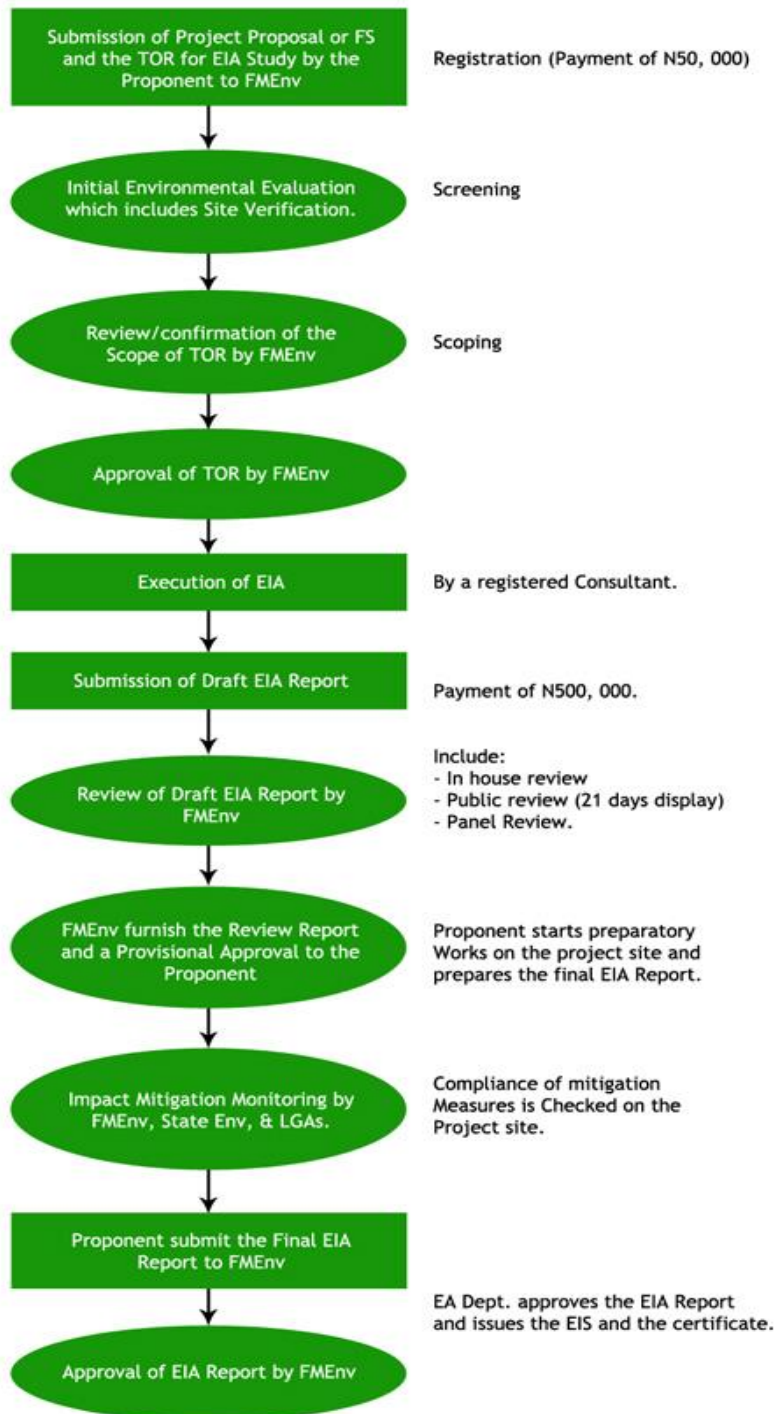 Submission of Project Proposal or FS
and the TOR for EIA Study by the
Proponent to FMEnv
Registration (Payment of N50, 000)
Initial Environmental Evaluation
which includes Site Verification.
Screening
Review/confirmation of the
Scope of TOR by FMEnv
Scoping
Approval of TOR by FMEnv
Execution of EIA
By a registered Consultant.
Submission of Draft EIA Report
Payment of N500, 000.
Review of Draft EIA Report by
FMEnv
Include:
- In house review
- Public review (21 days display)
- Panel Review.
FMEnv furnish the Review Report
and a Provisional Approval to the
Proponent
Proponent starts preparatory
Works on the project site and
prepares the final EIA Report.
Impact Mitigation Monitoring by
FMEnv, State Env, & LGAs.
Compliance of mitigation
Measures is Checked on the
Project site.
Proponent submit the Final EIA
Report to FMEnv
EA Dept. approves the EIA Report
and issues the EIS and the certificate.
Approval of EIA Report by FMEnv